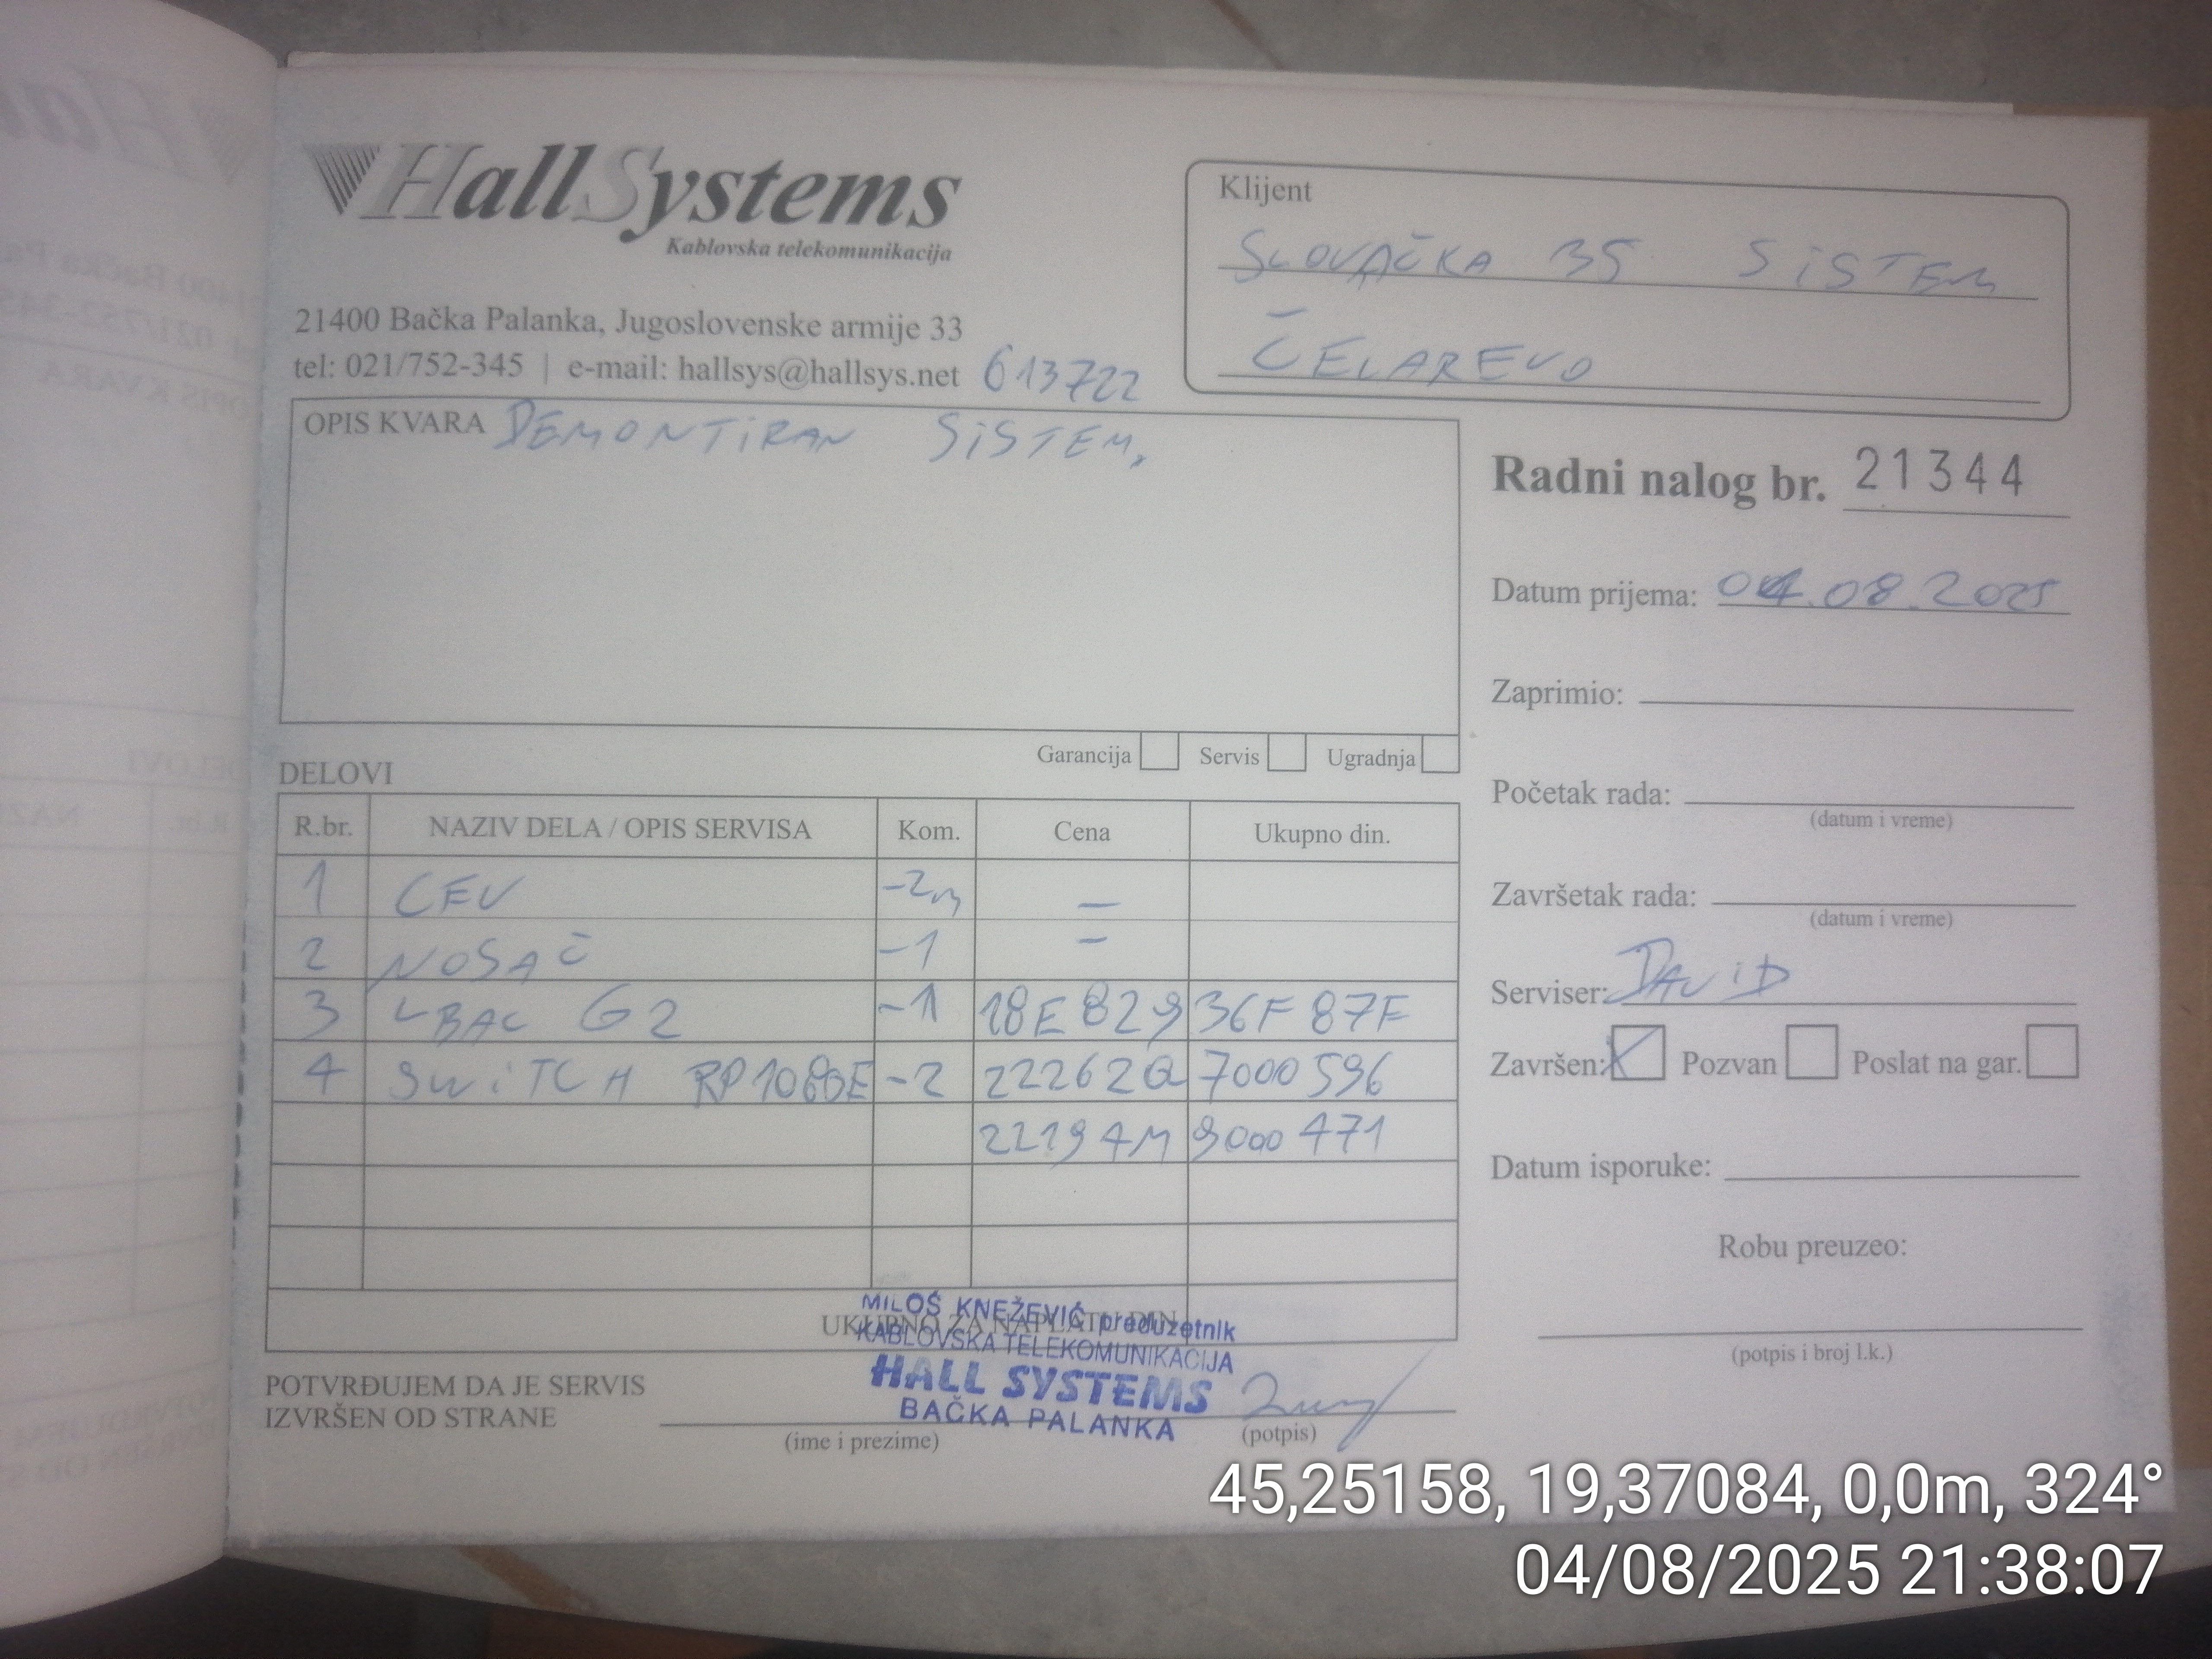 HallSystems
Kablovska telekomunikacija
21400 Bačka Palanka, Jugoslovenske armije 33
tel: 021/752-345 | e-mail: hallsys@hallsys.net 613722
Klijent
SLOVAČKA 35 SiSTEM
ČELAREVO
OPIS KVARA DEMONTiRAN SiSTEM,
Radni nalog br. 21344
Datum prijema: 04.08.2025
Zaprimio:
Početak rada:
(datum i vreme)
Završetak rada:
(datum i vreme)
Serviser: DAViD
Završen: Pozvan Poslat na gar.
Datum isporuke:
Robu preuzeo:
(potpis i broj l.k.)
Garancija Servis Ugradnja
DELOVI
R.br. NAZIV DELA / OPIS SERVISA Kom. Cena Ukupno din.
1 CEV -2m –
2 NOSAČ -1 –
3 LBAC G2 -1 18E829 36F87F
4 SWiTCH -2 22262Q 7000596
22194M 9000471
UKUPNO ZA NAPLATU DIN.
MILOŠ KNEŽEVIĆ preduzetnik
KABLOVSKA TELEKOMUNIKACIJA
HALL SYSTEMS
BAČKA PALANKA
POTVRĐUJEM DA JE SERVIS
IZVRŠEN OD STRANE
(ime i prezime) (potpis)
45,25158, 19,37084, 0,0m, 324°
04/08/2025 21:38:07